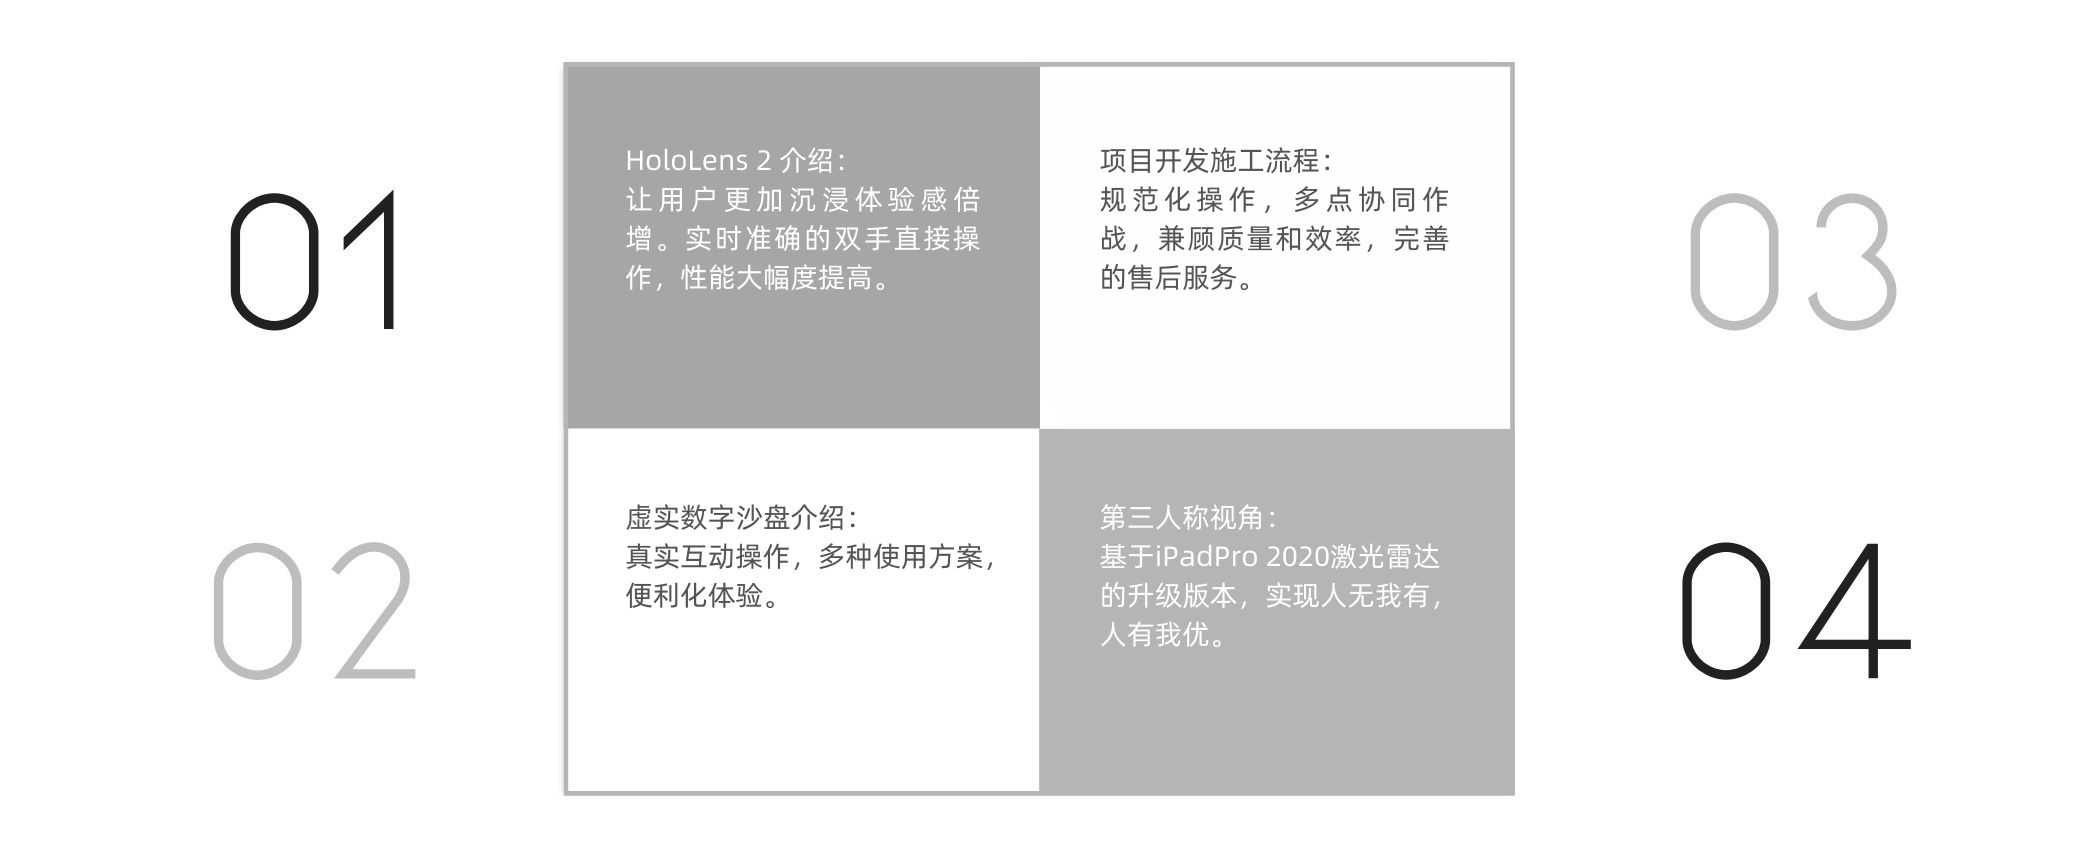 01
HoloLens 2 介绍：
让用户更加沉浸体验感倍
增。实时准确的双手直接操
作，性能大幅度提高。
02
虚实数字沙盘介绍：
真实互动操作，多种使用方案，
便利化体验。
项目开发施工流程：
规范化操作，多点协同作
战，兼顾质量和效率，完善
的售后服务。
03
第三人称视角：
基于iPadPro 2020激光雷达
的升级版本，实现人无我有，
人有我优。
04